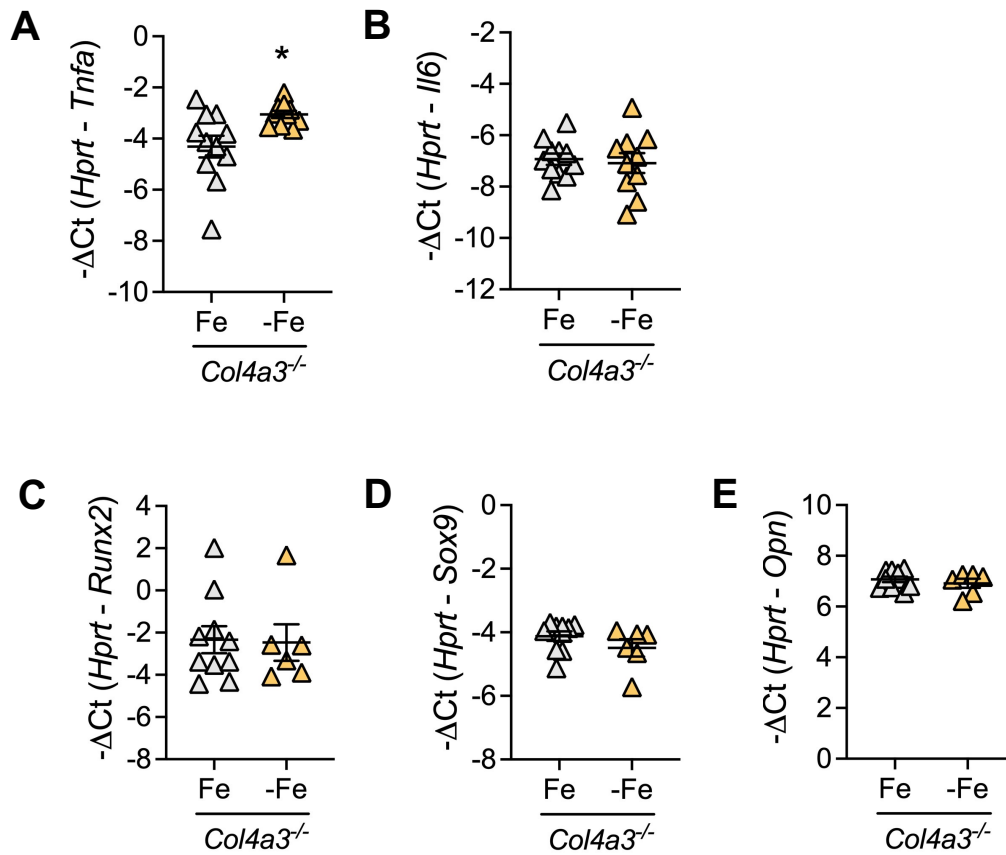 A
-ΔCt (Hprt - Tnfa)
0
-2
-4
-6
-8
-10
*
Fe -Fe
Col4a3-/-
B
-ΔCt (Hprt - Il6)
-2
-4
-6
-8
-10
-12
Fe -Fe
Col4a3-/-
C
-ΔCt (Hprt - Runx2)
4
2
0
-2
-4
-6
-8
Fe -Fe
Col4a3-/-
D
-ΔCt (Hprt - Sox9)
0
-2
-4
-6
-8
Fe -Fe
Col4a3-/-
E
-ΔCt (Hprt - Opn)
10
8
6
4
2
0
Fe -Fe
Col4a3-/-